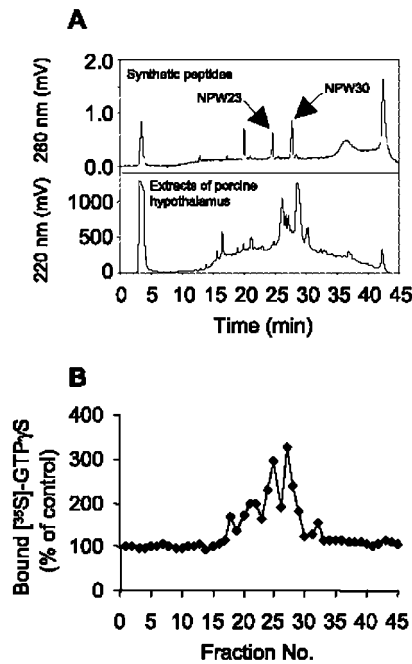 A
280 nm (mV)
2.0
1.0
0.0
Synthetic peptides
NPW23
NPW30
220 nm (mV)
1000
500
0
Extracts of porcine
hypothalamus
0 5 10 15 20 25 30 35 40 45
Time (min)
B
Bound [³⁵S]-GTPγS
(% of control)
400
300
200
100
0
0 5 10 15 20 25 30 35 40 45
Fraction No.